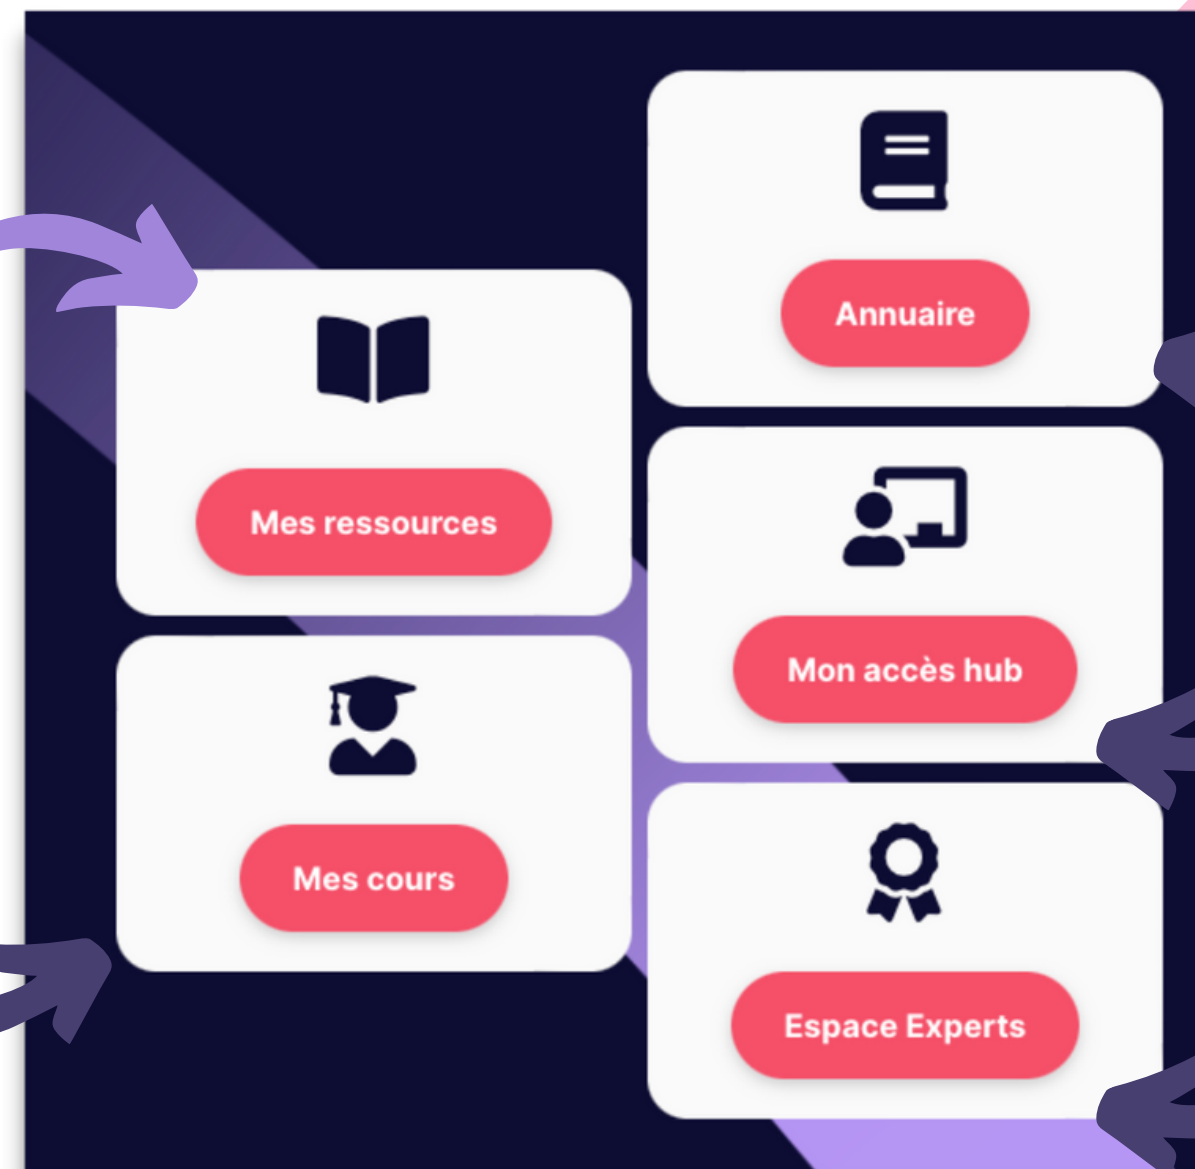 Mes ressources
Mes cours
Annuaire
Mon accès hub
Espace Experts